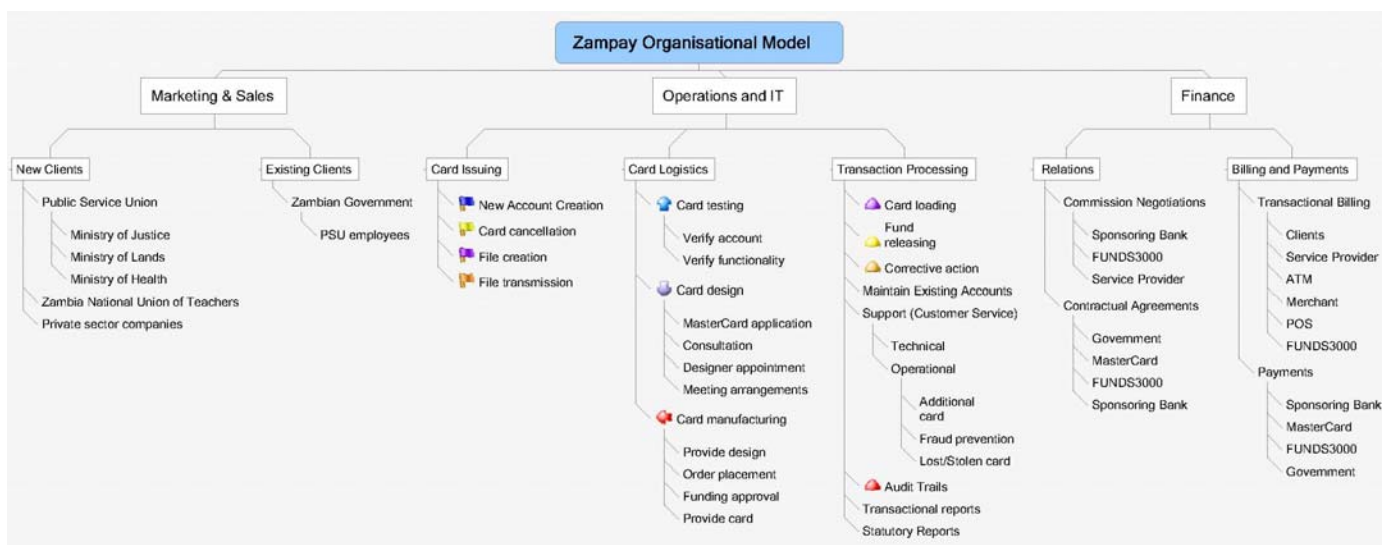 Zampay Organisational Model
Marketing & Sales
Operations and IT
Finance
New Clients
Public Service Union
Ministry of Justice
Ministry of Lands
Ministry of Health
Zambia National Union of Teachers
Private sector companies
Existing Clients
Zambian Government
PSU employees
Card Issuing
New Account Creation
Card cancellation
File creation
File transmission
Card Logistics
Card testing
Verify account
Verify functionality
Card design
MasterCard application
Consultation
Designer appointment
Meeting arrangements
Card manufacturing
Provide design
Order placement
Funding approval
Provide card
Transaction Processing
Card loading
Fund
releasing
Corrective action
Maintain Existing Accounts
Support (Customer Service)
Technical
Operational
Additional
card
Fraud prevention
Lost/Stolen card
Audit Trails
Transactional reports
Statutory Reports
Relations
Commission Negotiations
Sponsoring Bank
FUNDS3000
Service Provider
Contractual Agreements
Government
MasterCard
FUNDS3000
Sponsoring Bank
Billing and Payments
Transactional Billing
Clients
Service Provider
ATM
Merchant
POS
FUNDS3000
Payments
Sponsoring Bank
MasterCard
FUNDS3000
Government